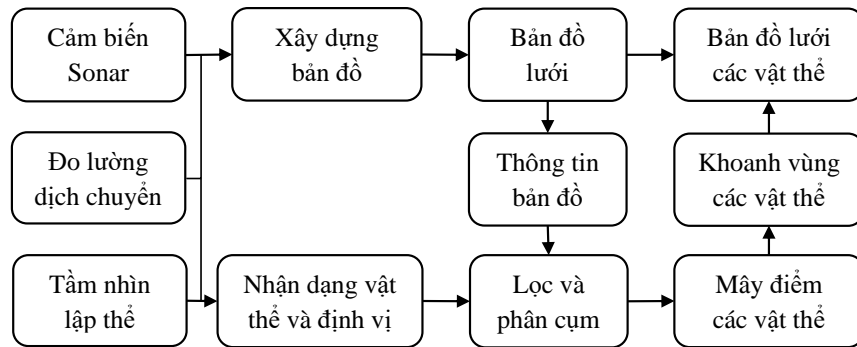 Cảm biến
Sonar
Xây dựng
bản đồ
Bản đồ
lưới
Bản đồ lưới
các vật thể
Đo lường
dịch chuyển
Thông tin
bản đồ
Khoanh vùng
các vật thể
Tầm nhìn
lập thể
Nhận dạng vật
thể và định vị
Lọc và
phân cụm
Mây điểm
các vật thể